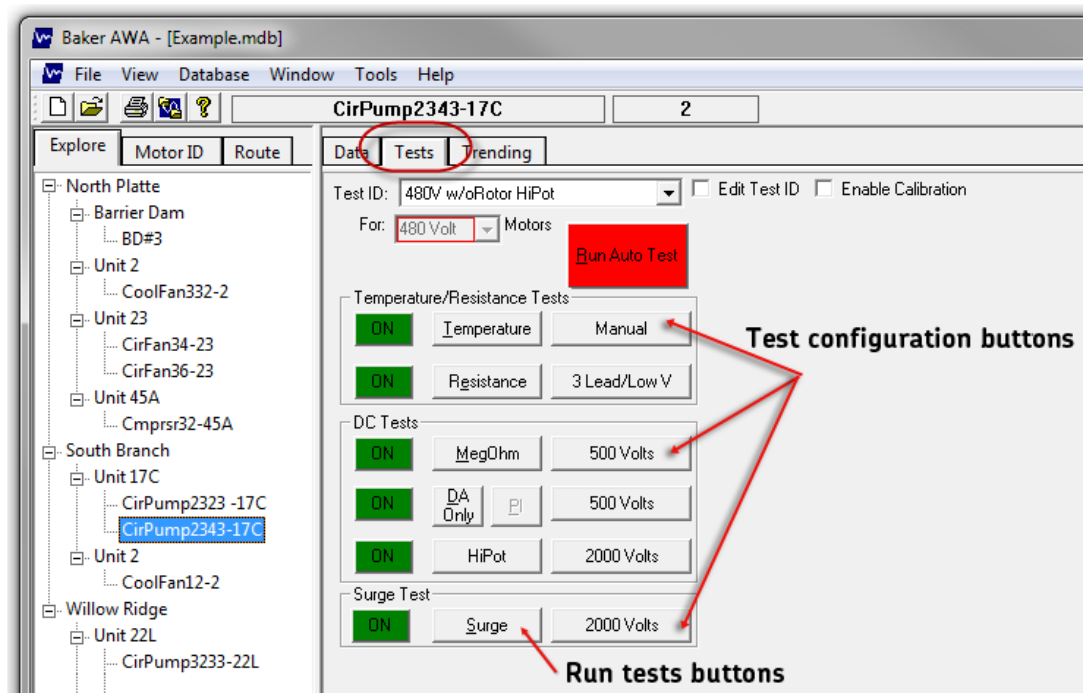 Baker AWA - [Example.mdb]
File View Database Window Tools Help
CirPump2343-17C 2
Explore Motor ID Route
Data Tests Trending
North Platte
Barrier Dam
BD#3
Unit 2
CoolFan332-2
Unit 23
CirFan34-23
CirFan36-23
Unit 45A
Cmprsr32-45A
South Branch
Unit 17C
CirPump2323 -17C
CirPump2343-17C
Unit 2
CoolFan12-2
Willow Ridge
Unit 22L
CirPump3233-22L
Test ID: 480V w/oRotor HiPot Edit Test ID Enable Calibration
For: 480 Volt Motors
Run Auto Test
Temperature/Resistance Tests
ON Temperature Manual
ON Resistance 3 Lead/Low V
DC Tests
ON MegOhm 500 Volts
ON DA Only PI 500 Volts
ON HiPot 2000 Volts
Surge Test
ON Surge 2000 Volts
Test configuration buttons
Run tests buttons